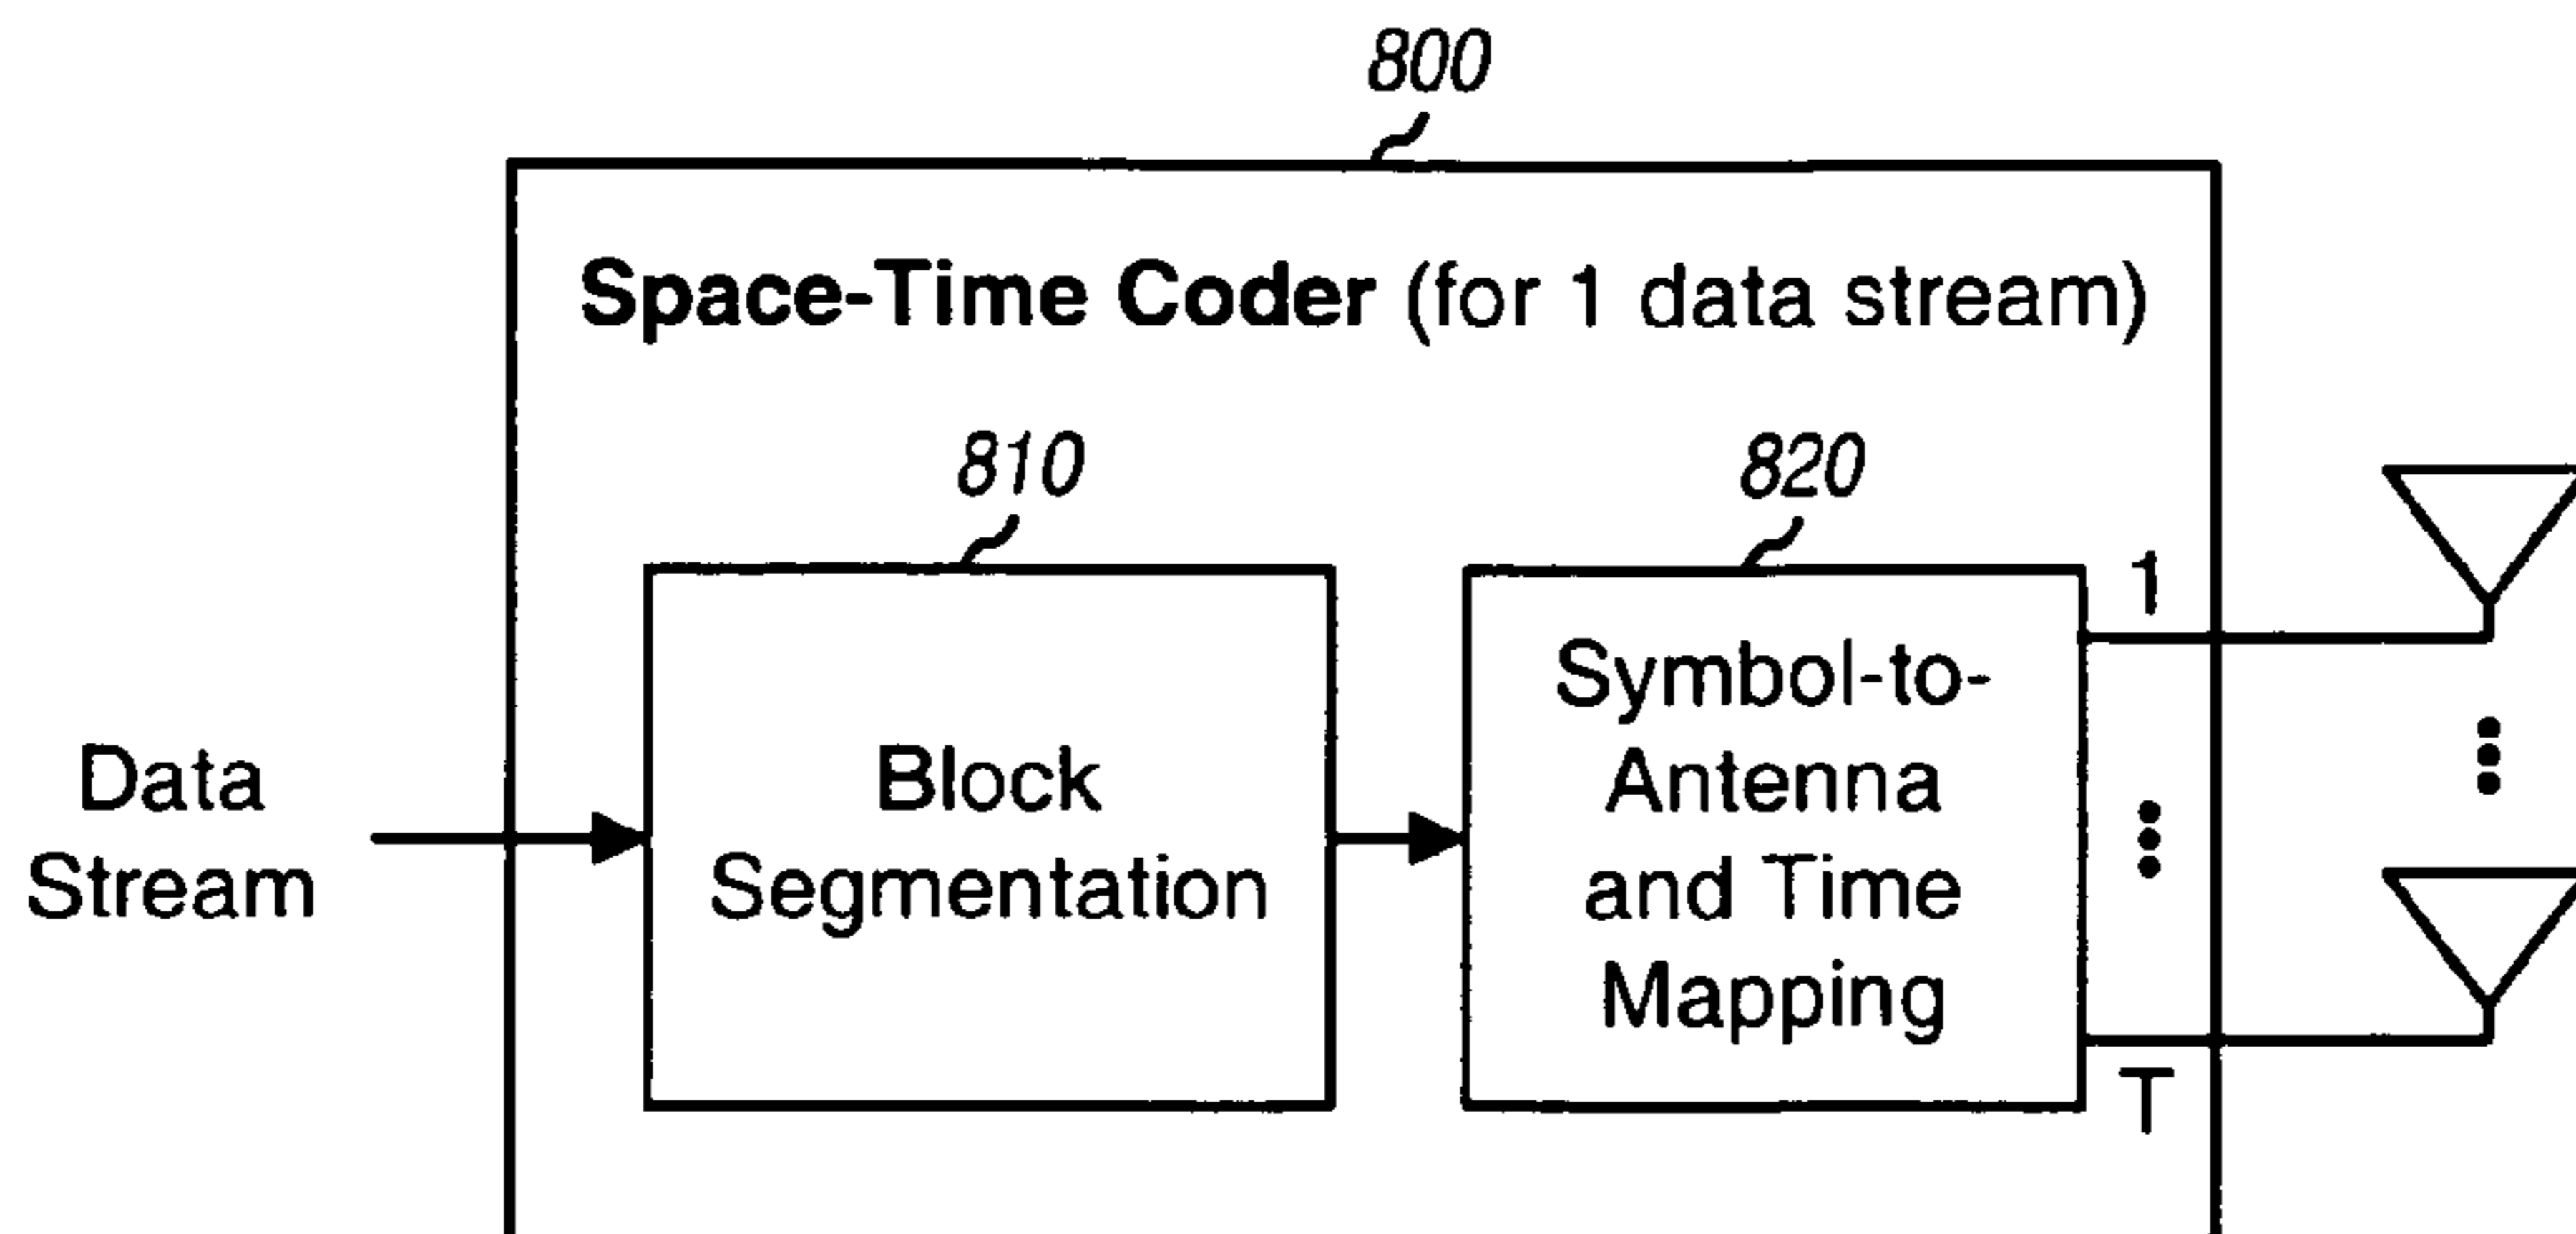 800
Space-Time Coder (for 1 data stream)
810
820
Data
Stream
Block
Segmentation
Symbol-to-
Antenna
and Time
Mapping
1
T